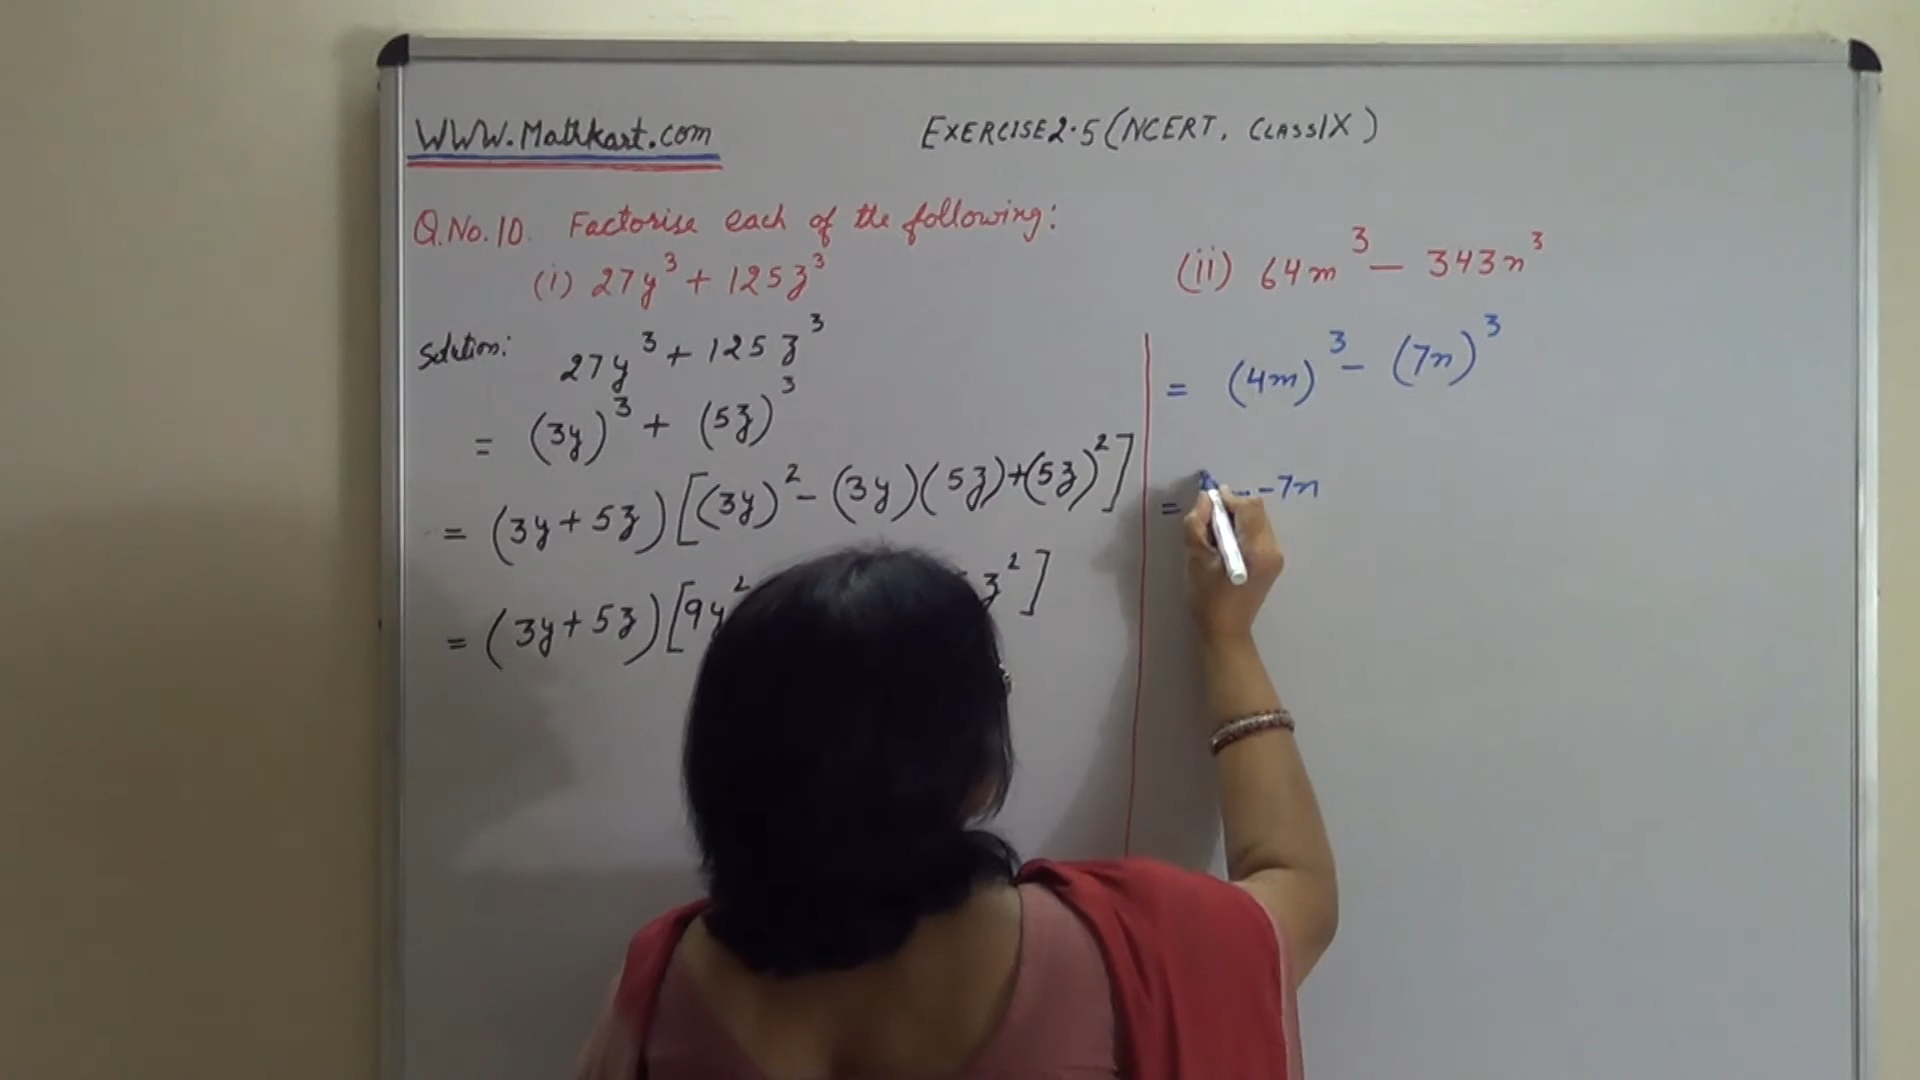 WWW.Mathkart.com
EXERCISE 2.5 (NCERT, CLASS IX)
Q.No.10. Factorise each of the following:
(i) 27y³ + 125z³
Solution: 27y³ + 125z³
= (3y)³ + (5z)³
= (3y + 5z) [(3y)² - (3y)(5z) + (5z)²]
= (3y + 5z) [9y² z²]
(ii) 64m³ - 343n³
= (4m)³ - (7n)³
= -7n